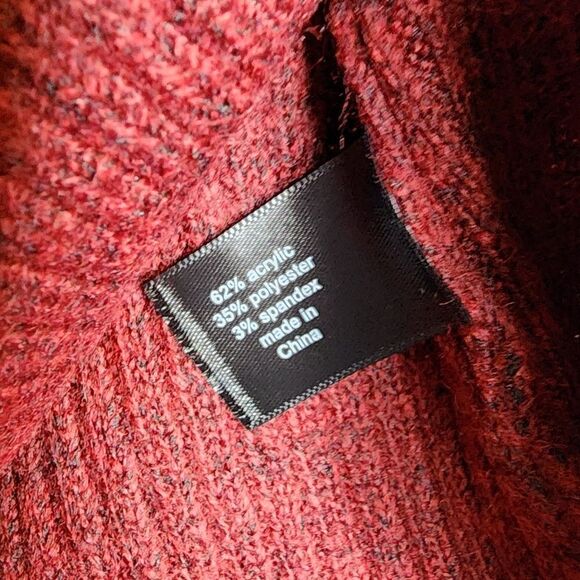 62% acrylic
35% polyester
3% spandex
made in
China